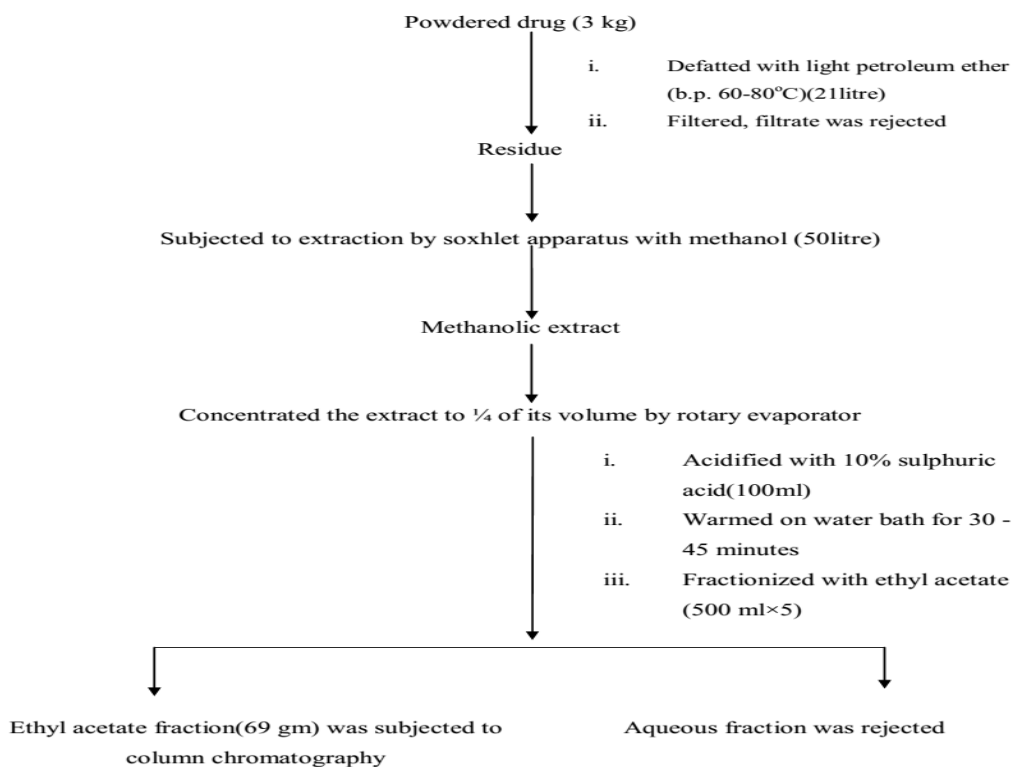 Powdered drug (3 kg)
i. Defatted with light petroleum ether
(b.p. 60-80°C)(21litre)
ii. Filtered, filtrate was rejected
Residue
Subjected to extraction by soxhlet apparatus with methanol (50litre)
Methanolic extract
Concentrated the extract to ¼ of its volume by rotary evaporator
i. Acidified with 10% sulphuric
acid(100ml)
ii. Warmed on water bath for 30 -
45 minutes
iii. Fractionized with ethyl acetate
(500 ml×5)
Ethyl acetate fraction(69 gm) was subjected to
column chromatography
Aqueous fraction was rejected